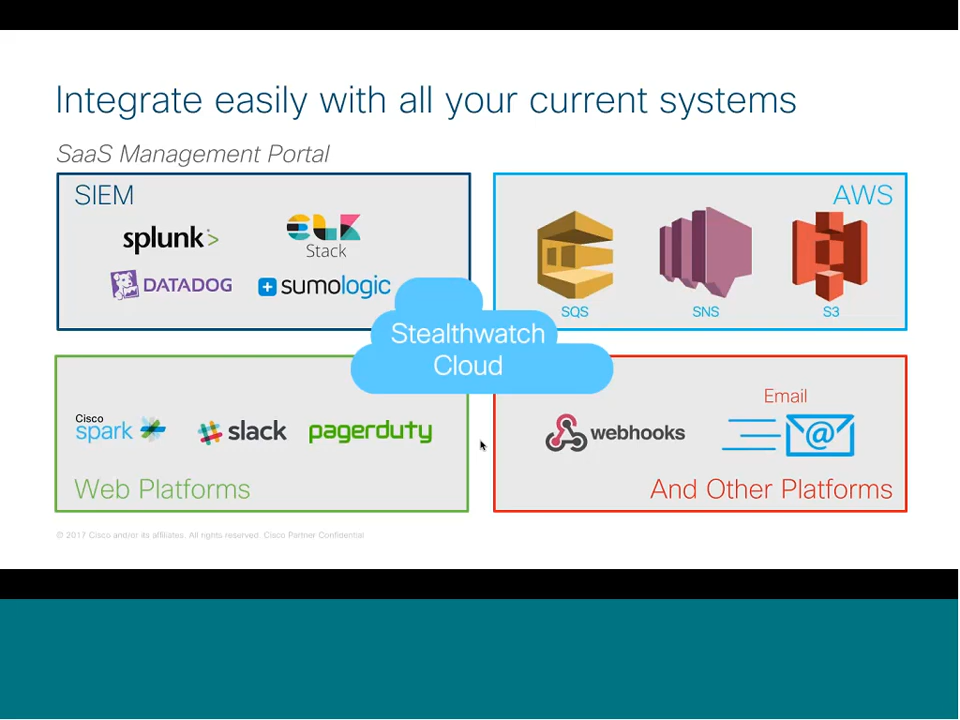 Integrate easily with all your current systems
SaaS Management Portal
SIEM
splunk>
ELK
Stack
DATADOG
sumologic
AWS
SQS
SNS
S3
Stealthwatch
Cloud
Cisco
spark
slack
pagerduty
Web Platforms
webhooks
Email
@
And Other Platforms
© 2017 Cisco and/or its affiliates. All rights reserved. Cisco Partner Confidential